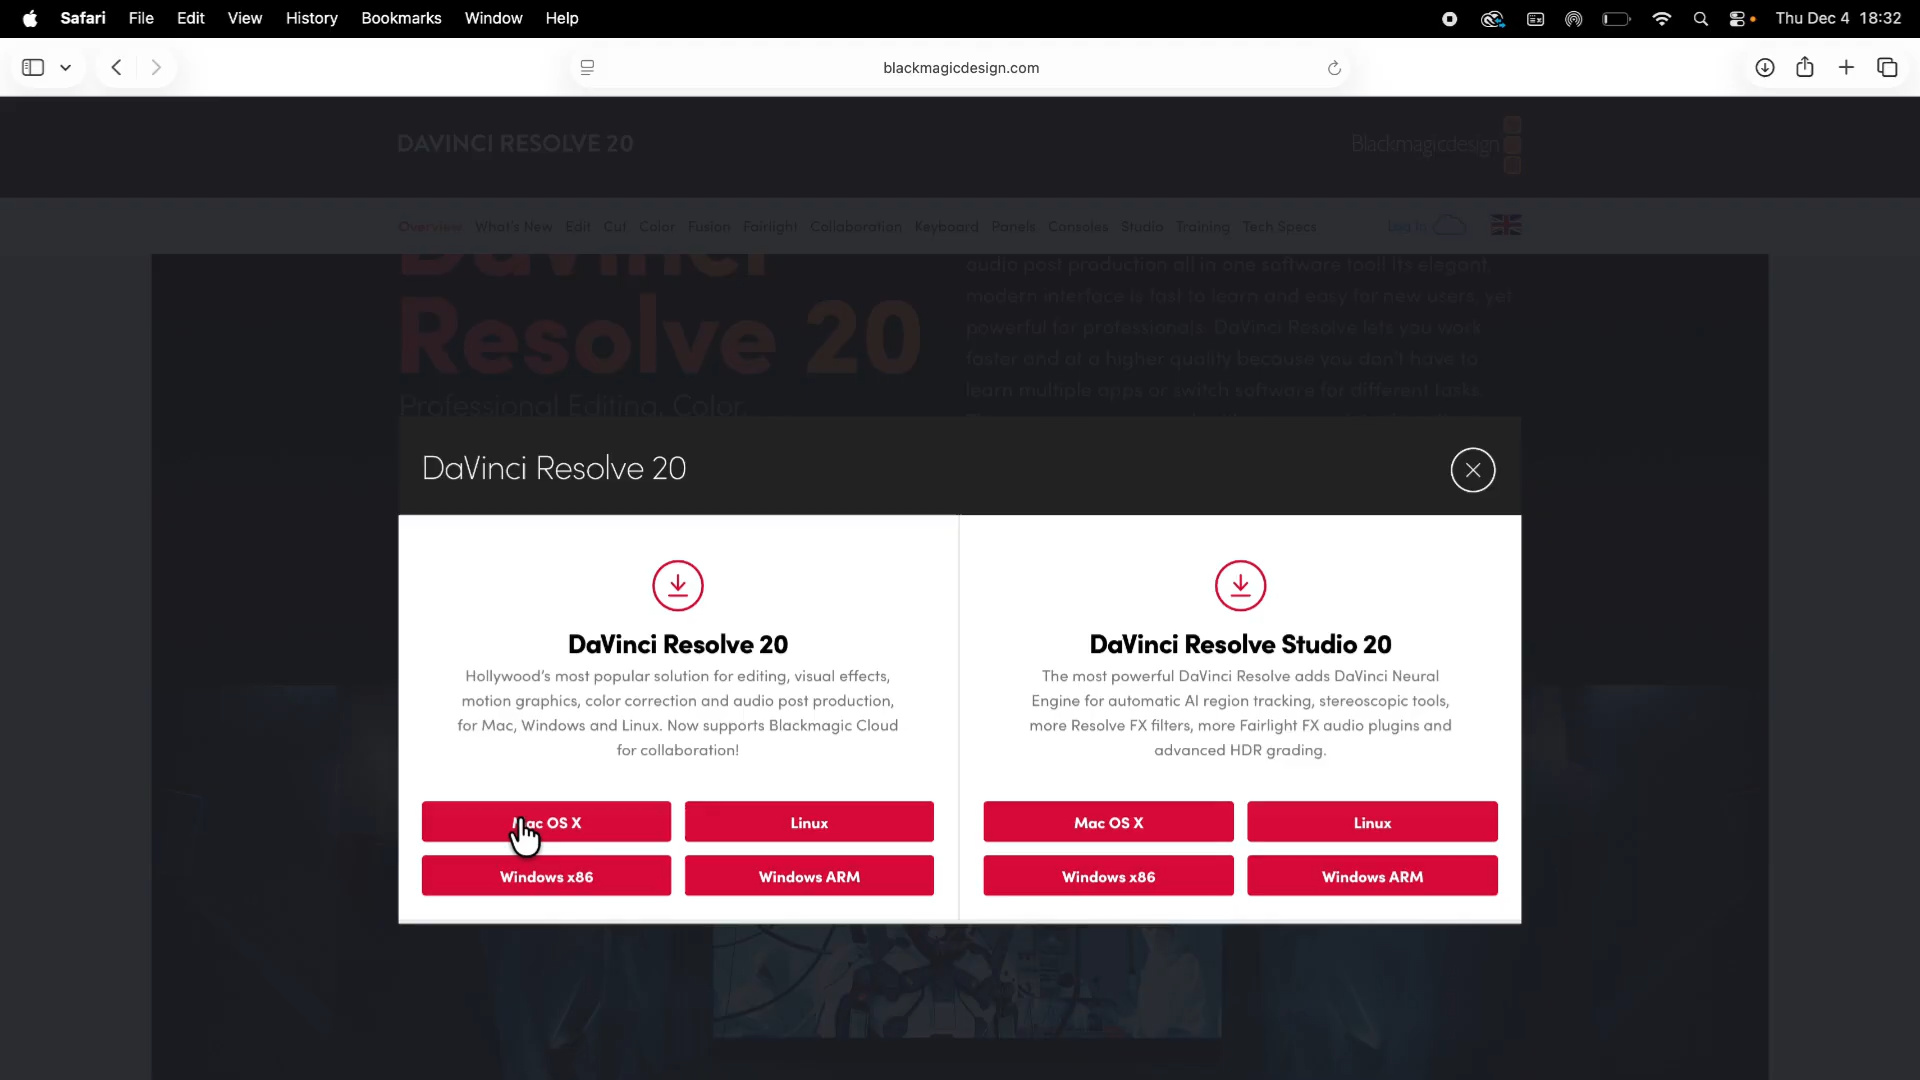 Safari File Edit View History Bookmarks Window Help Thu Dec 4 18:32
blackmagicdesign.com
DAVINCI RESOLVE 20 Blackmagicdesign
Overview What's New Edit Cut Color Fusion Fairlight Collaboration Keyboard Panels Consoles Studio Training Tech Specs Log In
DaVinci
Resolve 20
Professional Editing, Color,
audio post production all in one software tool! Its elegant,
modern interface is fast to learn and easy for new users, yet
powerful for professionals. DaVinci Resolve lets you work
faster and at a higher quality because you don't have to
learn multiple apps or switch software for different tasks.
DaVinci Resolve 20
DaVinci Resolve 20
Hollywood's most popular solution for editing, visual effects,
motion graphics, color correction and audio post production,
for Mac, Windows and Linux. Now supports Blackmagic Cloud
for collaboration!
Mac OS X Linux
Windows x86 Windows ARM
DaVinci Resolve Studio 20
The most powerful DaVinci Resolve adds DaVinci Neural
Engine for automatic AI region tracking, stereoscopic tools,
more Resolve FX filters, more Fairlight FX audio plugins and
advanced HDR grading.
Mac OS X Linux
Windows x86 Windows ARM